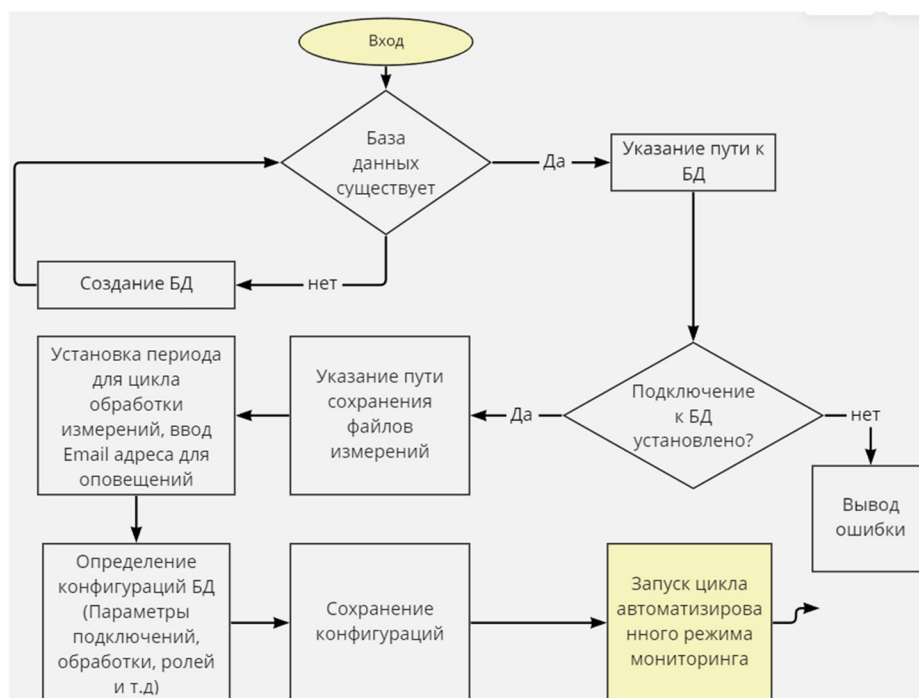 Вход
База
данных
существует
Да
Указание пути к
БД
нет
Создание БД
Установка периода
для цикла
обработки
измерений, ввод
Email адреса для
оповещений
Указание пути
сохранения
файлов
измерений
Да
Подключение
к БД
установлено?
нет
Вывод
ошибки
Определение
конфигураций БД
(Параметры
подключений,
обработки, ролей
и т.д)
Сохранение
конфигураций
Запуск цикла
автоматизирова
нного режима
мониторинга